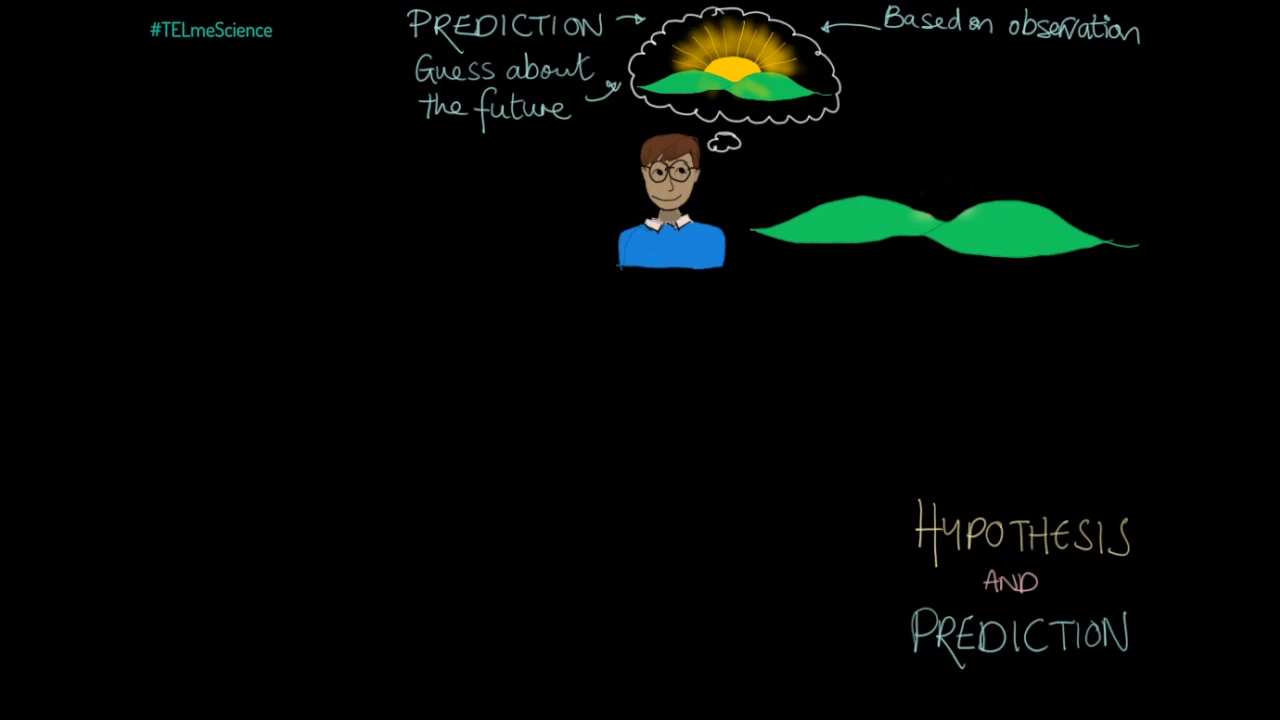 #TELmeScience
PREDICTION
Guess about
the future
Based on observation
HYPOTHESIS
AND
PREDICTION